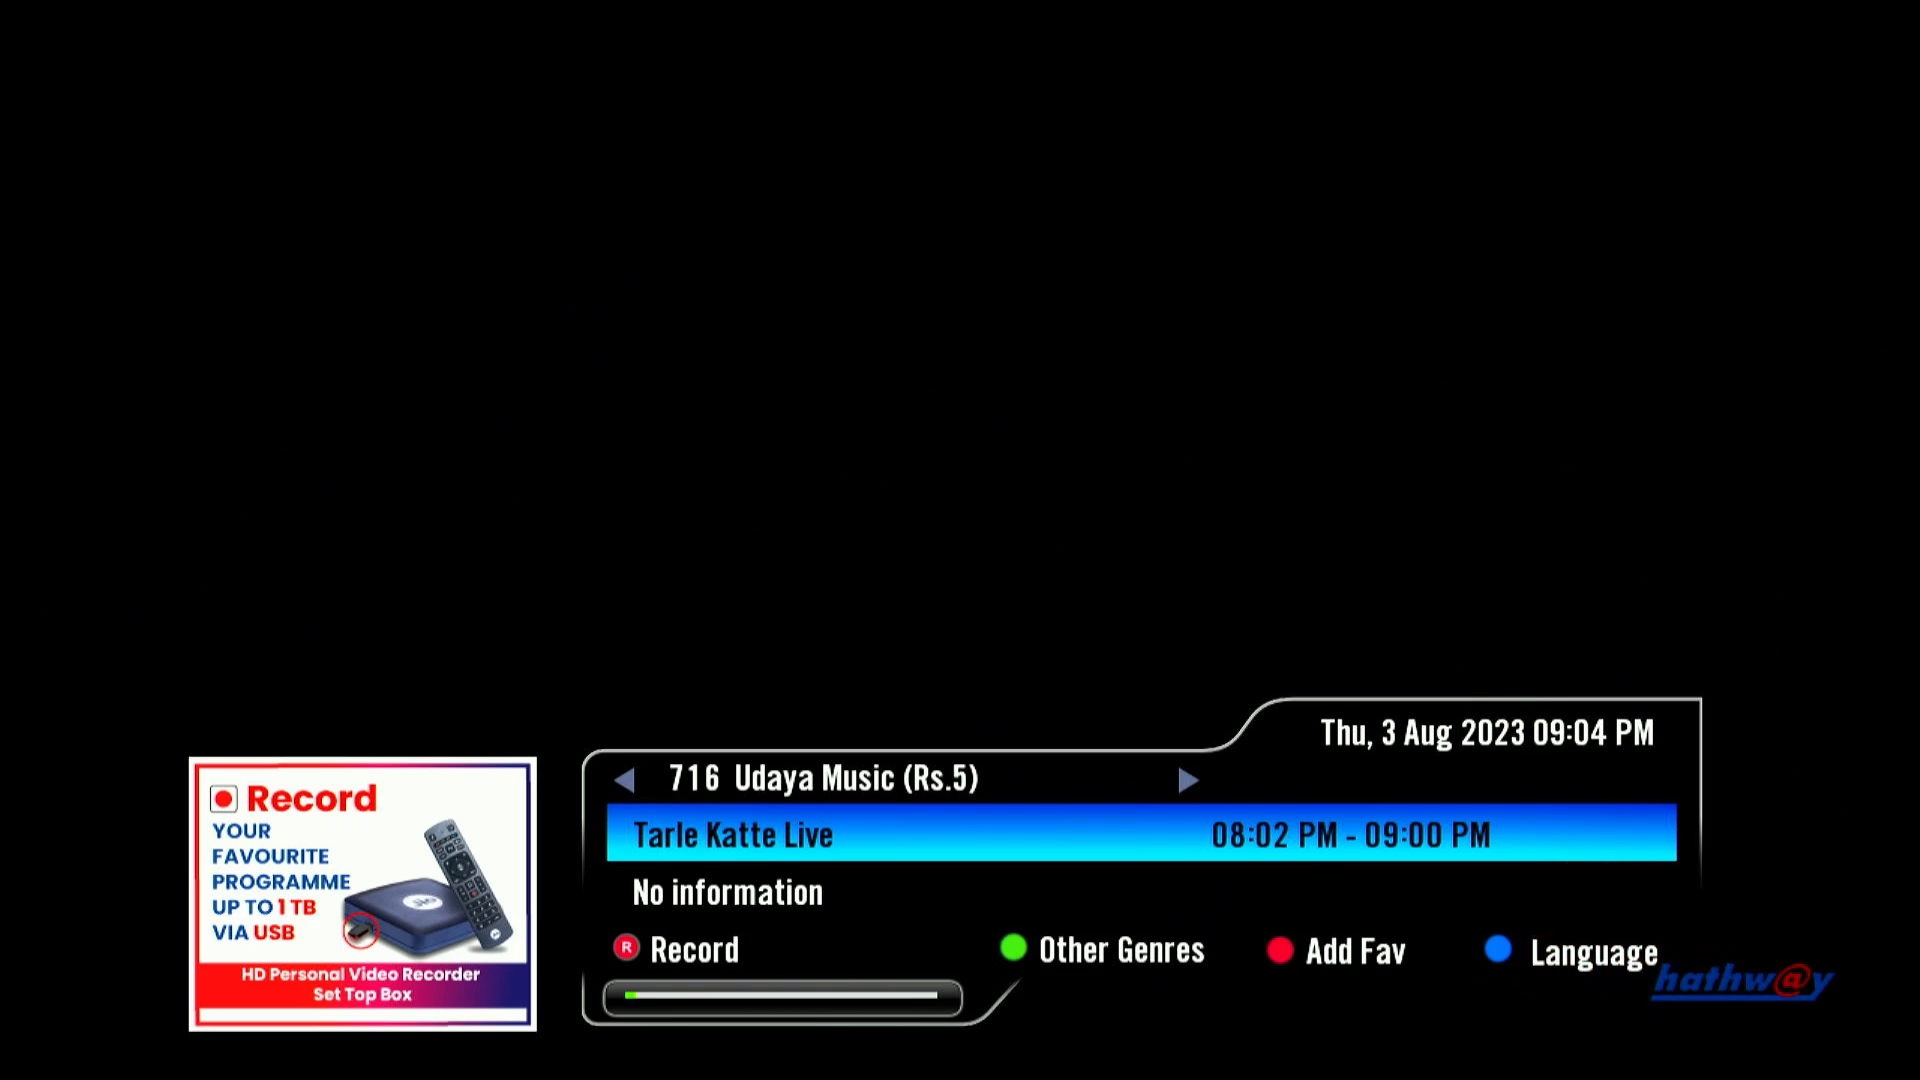 Thu, 3 Aug 2023 09:04 PM
716 Udaya Music (Rs.5)
Tarle Katte Live 08:02 PM - 09:00 PM
No information
R Record Other Genres Add Fav Language
hathw@y
Record
YOUR
FAVOURITE
PROGRAMME
UP TO 1 TB
VIA USB
Jio
HD Personal Video Recorder
Set Top Box